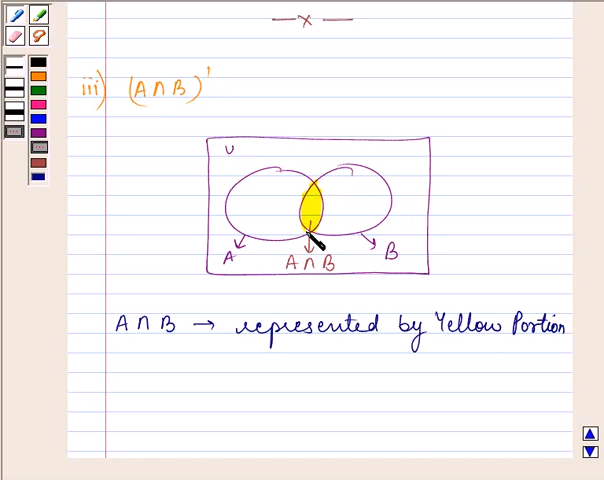 x
iii) (A ∩ B)'
U
A
A ∩ B
B
A ∩ B → represented by Yellow Portion